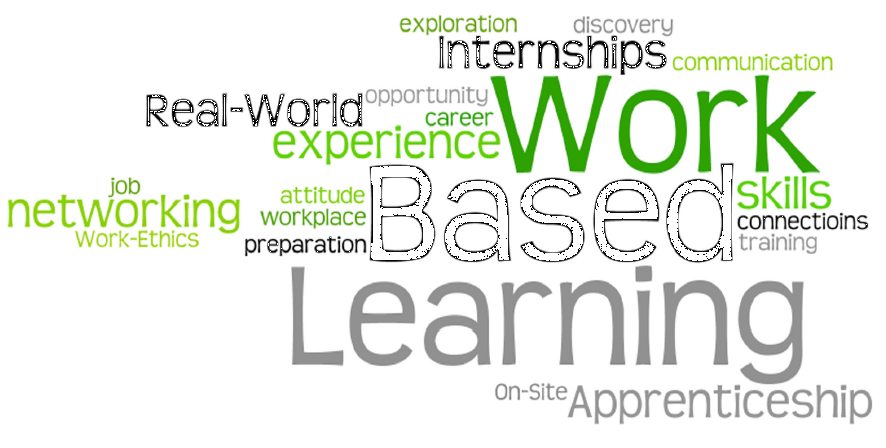 exploration discovery
Internships communication
Real-World opportunity Work
career
experience
job attitude Based skills
networking workplace connectioins
Work-Ethics preparation training
Learning
On-Site Apprenticeship